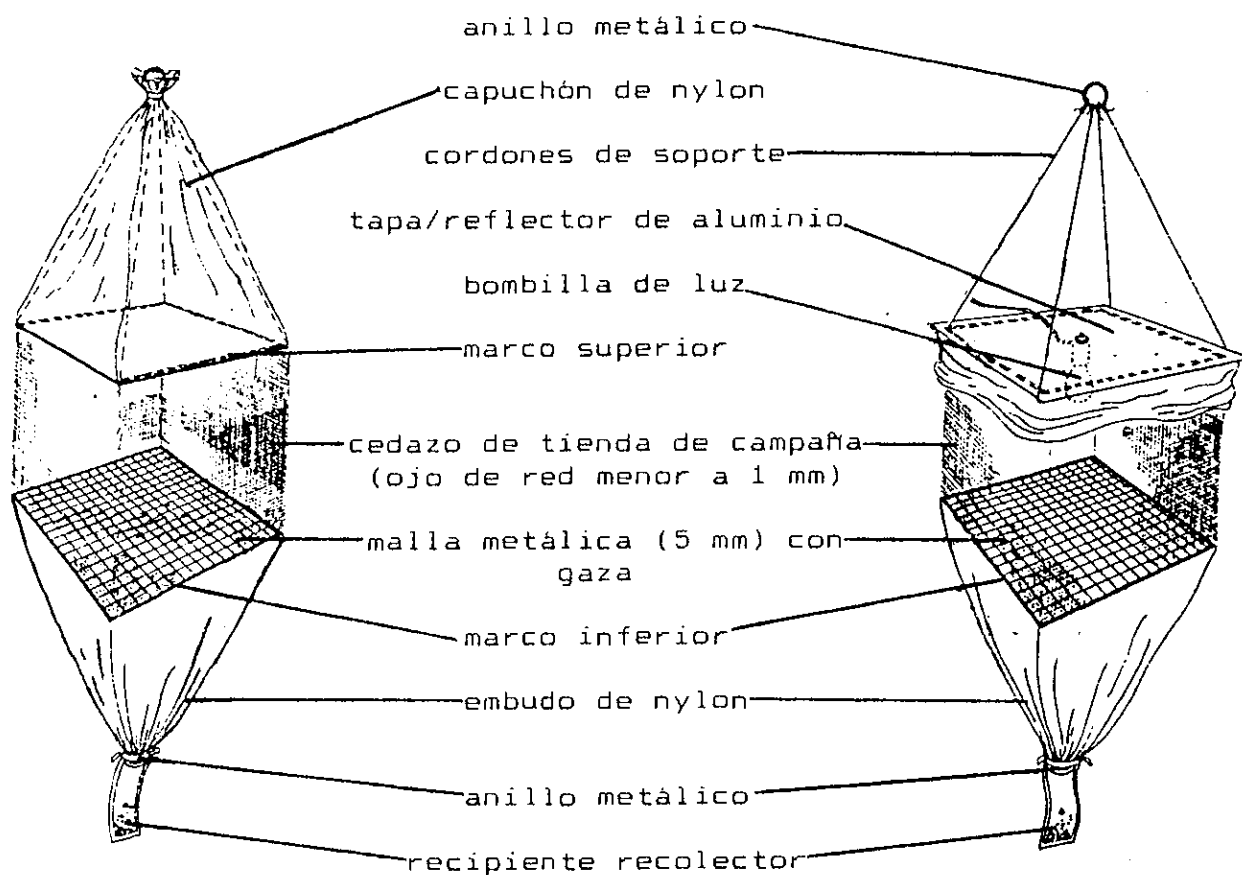 anillo metálico
capuchón de nylon
cordones de soporte
tapa/reflector de aluminio
bombilla de luz
marco superior
cedazo de tienda de campaña
(ojo de red menor a 1 mm)
malla metálica (5 mm) con
gaza
marco inferior
embudo de nylon
anillo metálico
recipiente recolector